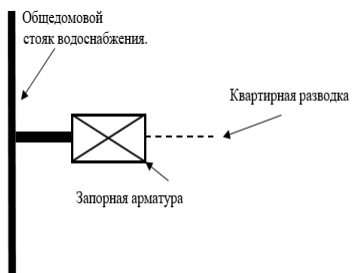 Общедомовой
стояк водоснабжения.
Квартирная разводка
Запорная арматура